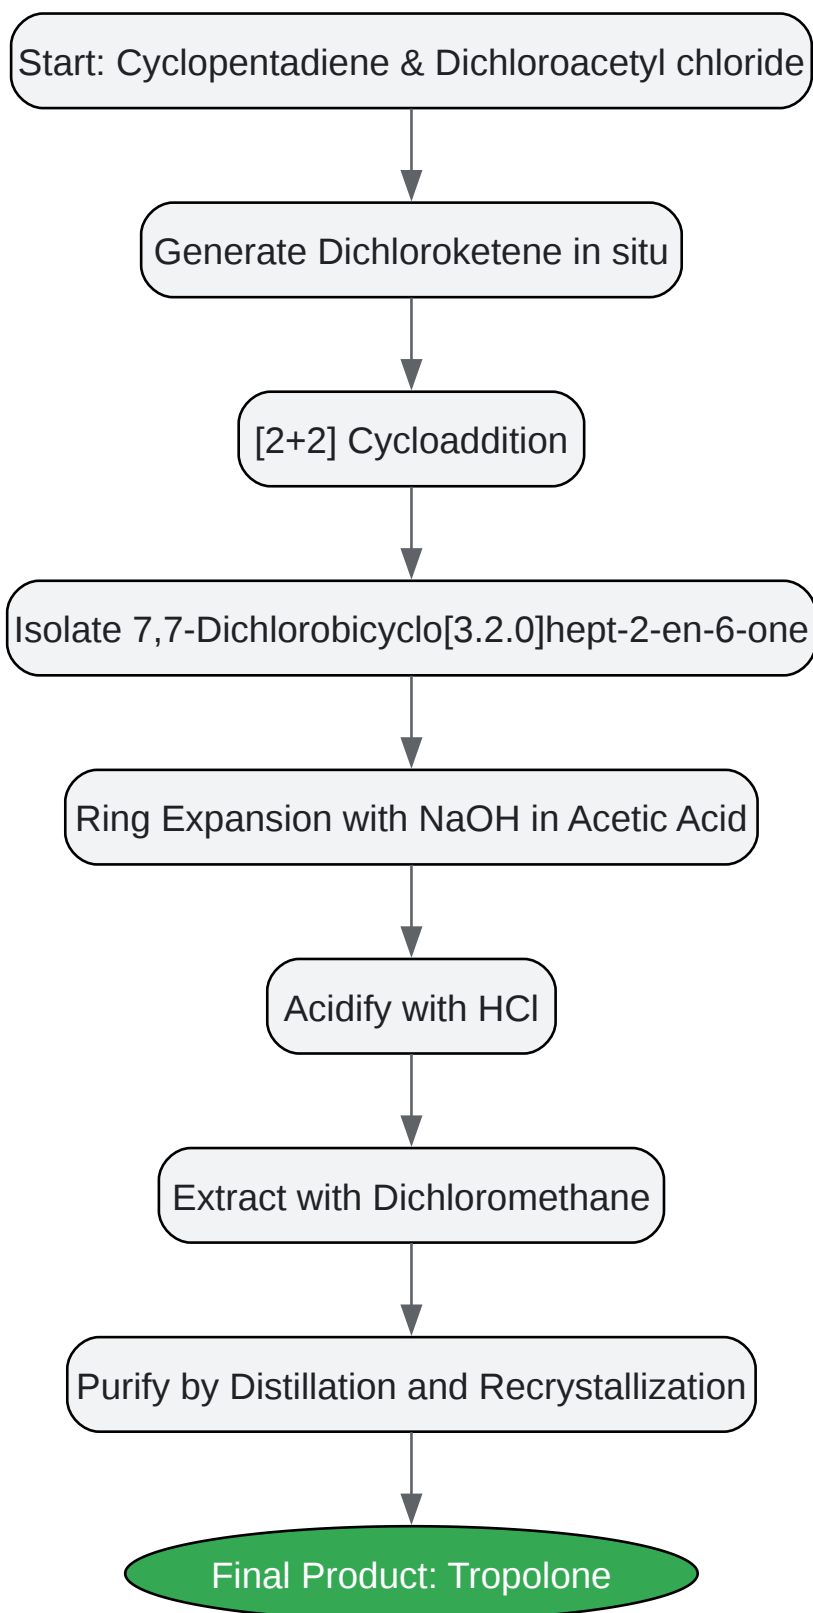 Start: Cyclopentadiene & Dichloroacetyl chloride
Generate Dichloroketene in situ
[2+2] Cycloaddition
Isolate 7,7-Dichlorobicyclo[3.2.0]hept-2-en-6-one
Ring Expansion with NaOH in Acetic Acid
Acidify with HCl
Extract with Dichloromethane
Purify by Distillation and Recrystallization
Final Product: Tropolone